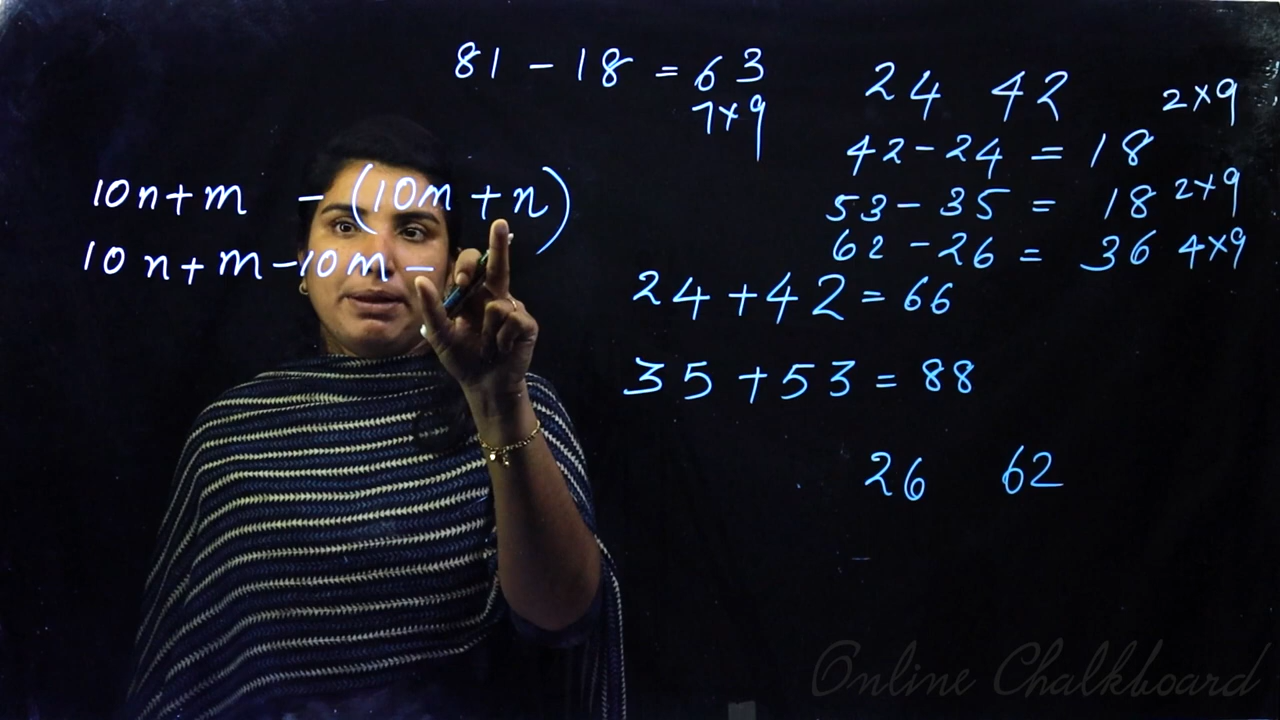 81 - 18 = 63
7×9
24 42
2×9
42 - 24 = 18
53 - 35 = 18 2×9
62 - 26 = 36 4×9
10n + m - (10m + n)
10n + m - 10m -
24 + 42 = 66
35 + 53 = 88
26 62
Online Chalkboard